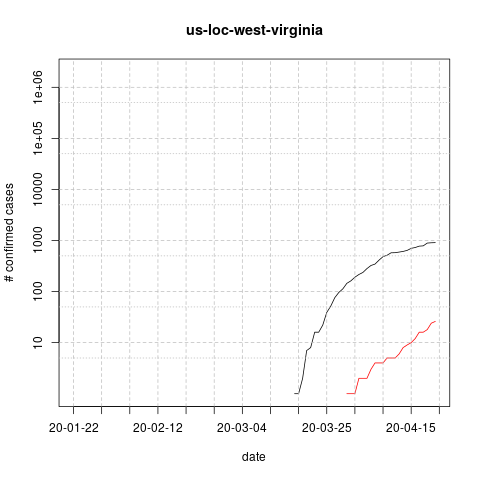 us-loc-west-virginia
# confirmed cases
1e+06
1e+05
10000
1000
100
10
20-01-22
20-02-12
20-03-04
20-03-25
20-04-15
date